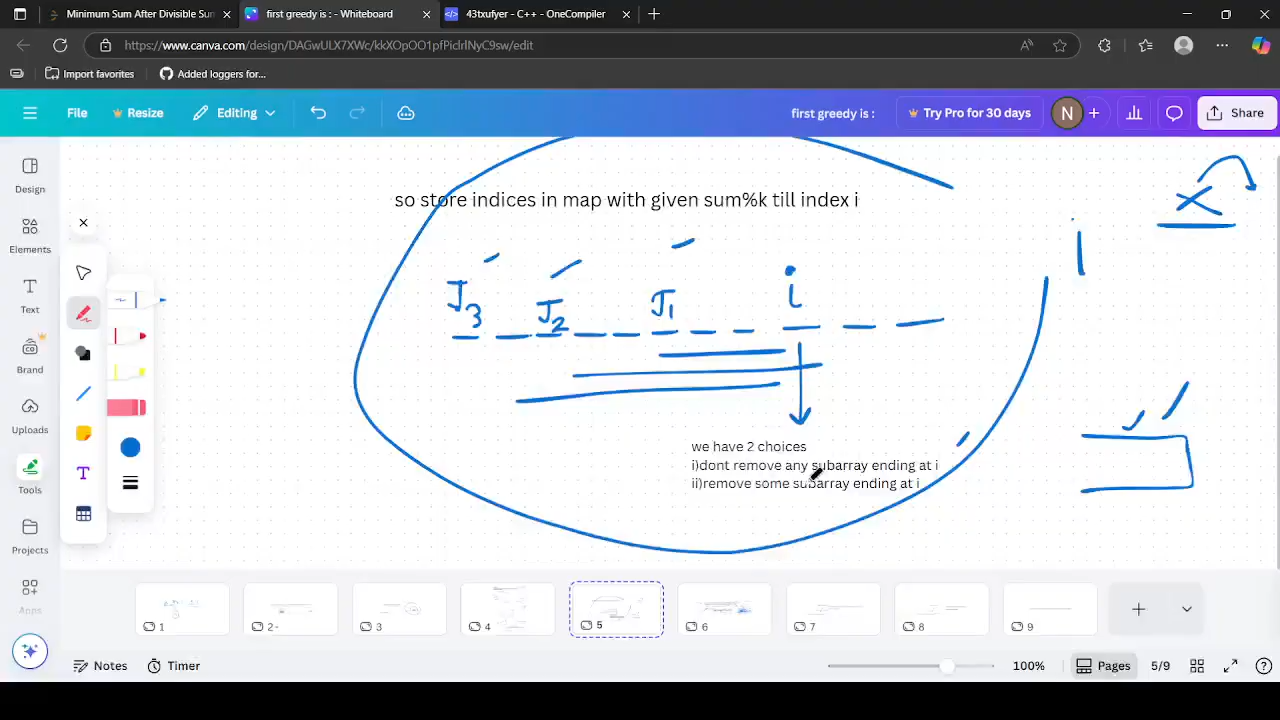 Minimum Sum After Divisible Sum
first greedy is : - Whiteboard
43txufyer - C++ - OneCompiler
https://www.canva.com/design/DAGwULX7XWc/kkXOpOO1pfPiclrlNyC9sw/edit
Import favorites
Added loggers for...
File
Resize
Editing
first greedy is :
Try Pro for 30 days
N
Share
Design
Elements
Text
Brand
Uploads
Tools
Projects
Apps
so store indices in map with given sum%k till index i
J3 J2 J1 i
i
x
we have 2 choices
i)dont remove any subarray ending at i
ii)remove some subarray ending at i
1 2 3 4 5 6 7 8 9
Notes
Timer
100%
Pages
5/9